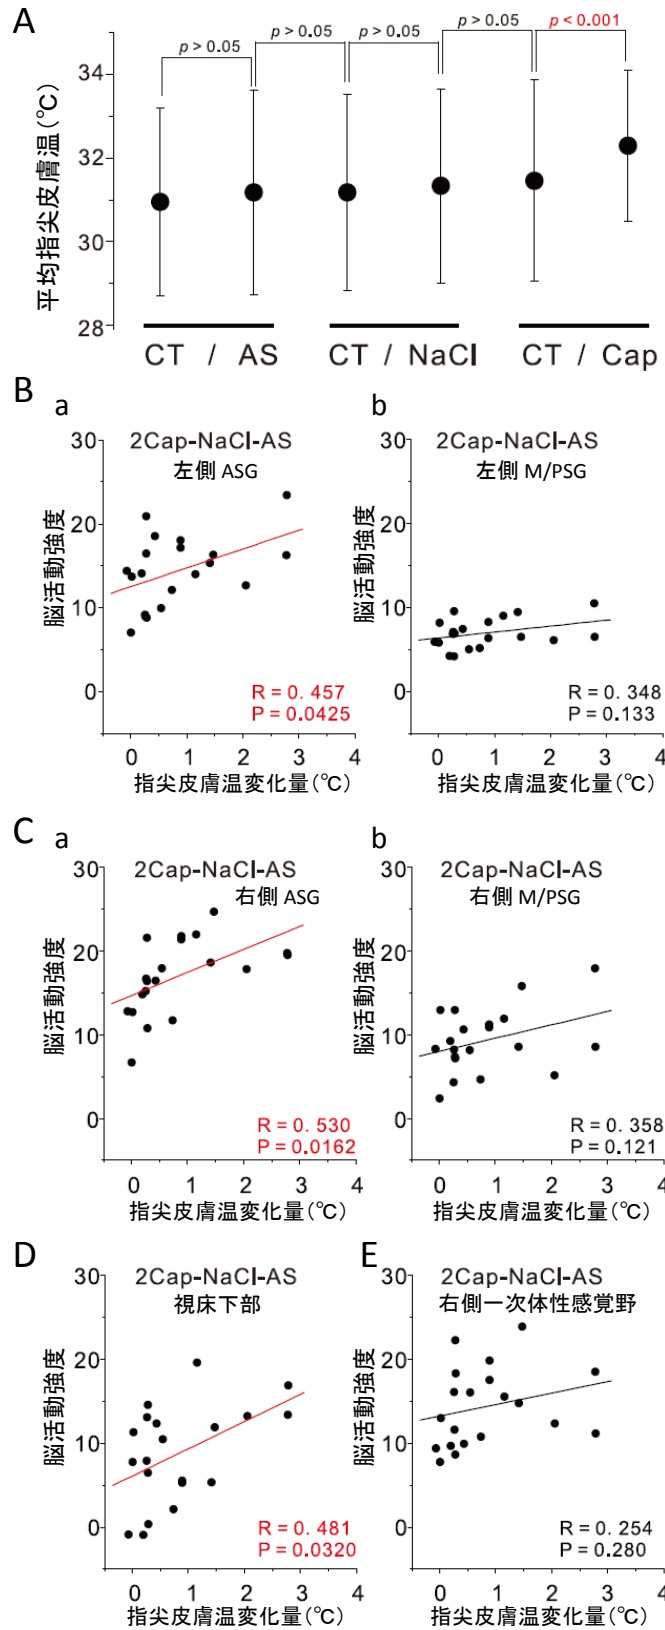 A
p > 0.05
p > 0.05
p > 0.05
p > 0.05
p < 0.001
平均指尖皮膚温(℃)
34
32
30
28
CT / AS
CT / NaCl
CT / Cap
B
a
2Cap-NaCl-AS
左側 ASG
脳活動強度
30
20
10
0
R = 0.457
P = 0.0425
0 1 2 3 4
指尖皮膚温変化量(℃)
b
2Cap-NaCl-AS
左側 M/PSG
脳活動強度
30
20
10
0
R = 0.348
P = 0.133
0 1 2 3 4
指尖皮膚温変化量(℃)
C
a
2Cap-NaCl-AS
右側 ASG
脳活動強度
30
20
10
0
R = 0.530
P = 0.0162
0 1 2 3 4
指尖皮膚温変化量(℃)
b
2Cap-NaCl-AS
右側 M/PSG
脳活動強度
30
20
10
0
R = 0.358
P = 0.121
0 1 2 3 4
指尖皮膚温変化量(℃)
D
2Cap-NaCl-AS
視床下部
脳活動強度
30
20
10
0
R = 0.481
P = 0.0320
0 1 2 3 4
指尖皮膚温変化量(℃)
E
2Cap-NaCl-AS
右側一次体性感覚野
脳活動強度
30
20
10
0
R = 0.254
P = 0.280
0 1 2 3 4
指尖皮膚温変化量(℃)